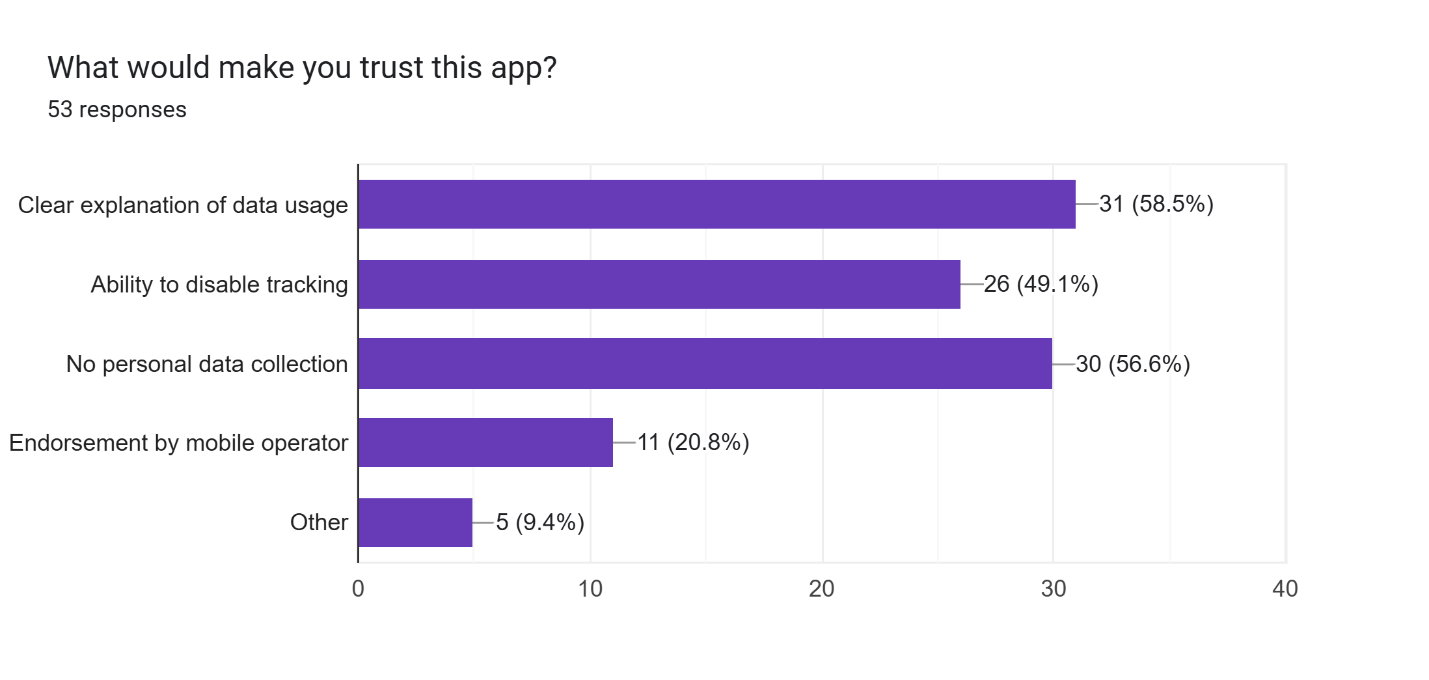 What would make you trust this app?
53 responses
Clear explanation of data usage 31 (58.5%)
Ability to disable tracking 26 (49.1%)
No personal data collection 30 (56.6%)
Endorsement by mobile operator 11 (20.8%)
Other 5 (9.4%)
0 10 20 30 40